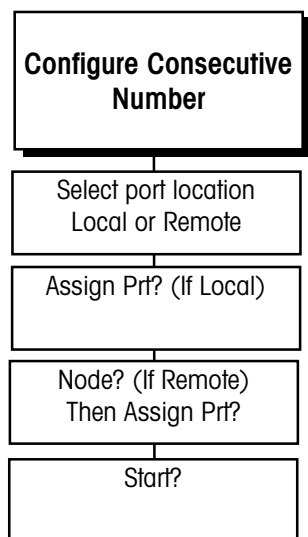 Configure Consecutive
Number
Select port location
Local or Remote
Assign Prt? (If Local)
Node? (If Remote)
Then Assign Prt?
Start?